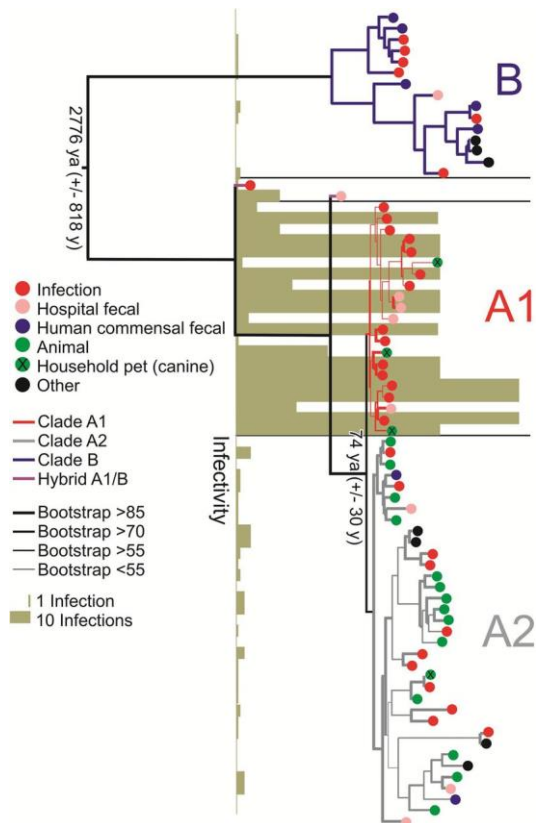 B
2776 ya (+/- 818 y)
Infection
Hospital fecal
Human commensal fecal
Animal
X Household pet (canine)
Other
A1
Clade A1
Clade A2
Clade B
Hybrid A1/B
Infectivity
74 ya (+/- 30 y)
Bootstrap >85
Bootstrap >70
Bootstrap >55
Bootstrap <55
1 Infection
10 Infections
A2